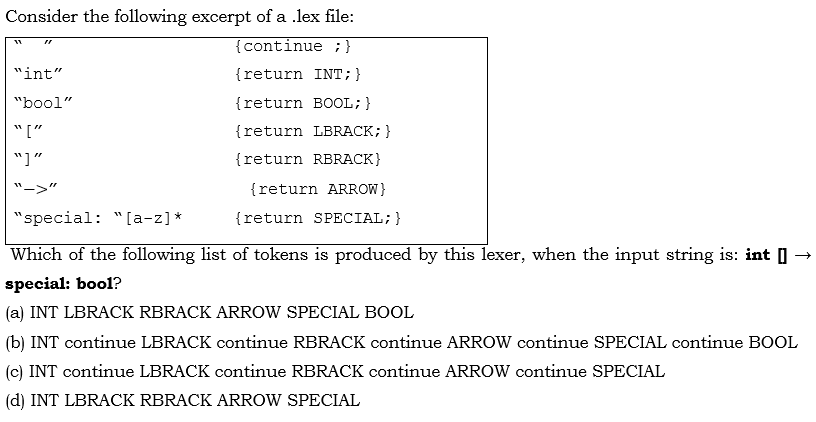 Consider the following excerpt of a .lex file:
“ ” {continue ;}
“int” {return INT;}
“bool” {return BOOL;}
“[” {return LBRACK;}
“]” {return RBRACK}
“—>” {return ARROW}
“special: “[a-z]* {return SPECIAL;}
Which of the following list of tokens is produced by this lexer, when the input string is: int [] →
special: bool?
(a) INT LBRACK RBRACK ARROW SPECIAL BOOL
(b) INT continue LBRACK continue RBRACK continue ARROW continue SPECIAL continue BOOL
(c) INT continue LBRACK continue RBRACK continue ARROW continue SPECIAL
(d) INT LBRACK RBRACK ARROW SPECIAL